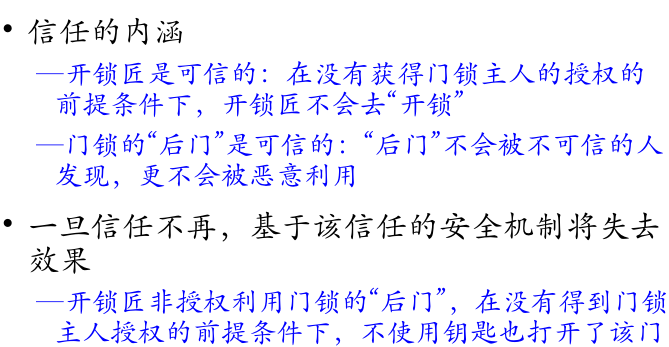 • 信任的内涵
—开锁匠是可信的：在没有获得门锁主人的授权的
前提条件下，开锁匠不会去“开锁”
—门锁的“后门”是可信的：“后门”不会被不可信的人
发现，更不会被恶意利用
• 一旦信任不再，基于该信任的安全机制将失去
效果
—开锁匠非授权利用门锁的“后门”，在没有得到门锁
主人授权的前提条件下，不使用钥匙也打开了该门